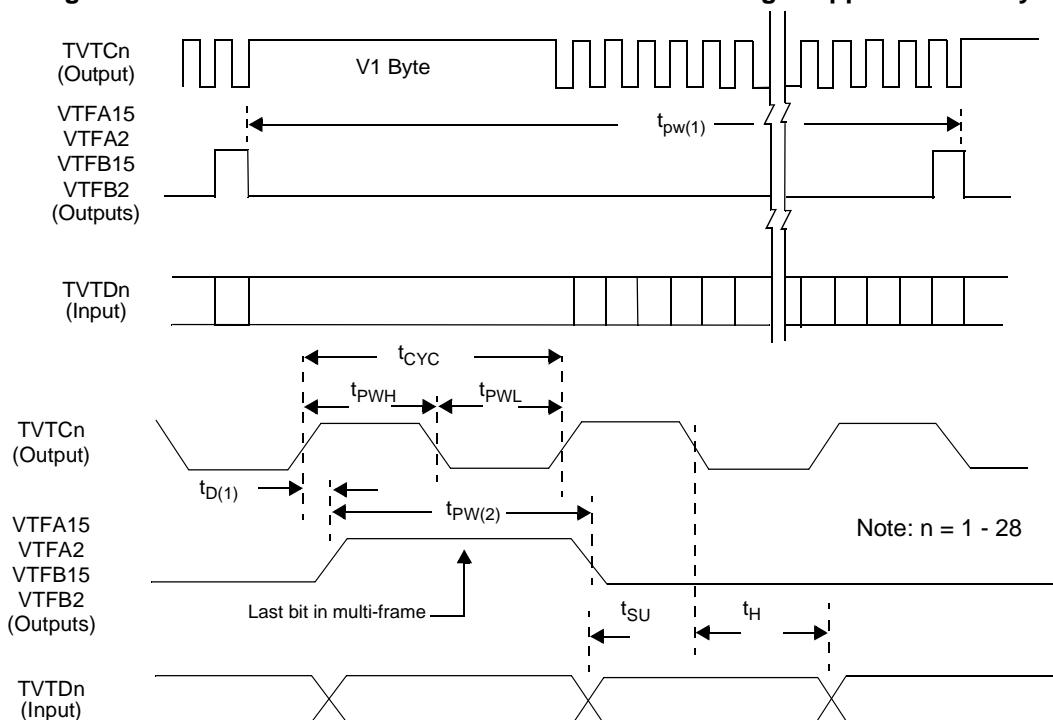 TVTCn
(Output)
V1 Byte
VTFA15
VTFA2
VTFB15
VTFB2
(Outputs)
tpw(1)
TVTDn
(Input)
tCYC
tPWH
tPWL
TVTCn
(Output)
tD(1)
tPW(2)
VTFA15
VTFA2
VTFB15
VTFB2
(Outputs)
Note: n = 1 - 28
Last bit in multi-frame
tSU
tH
TVTDn
(Input)